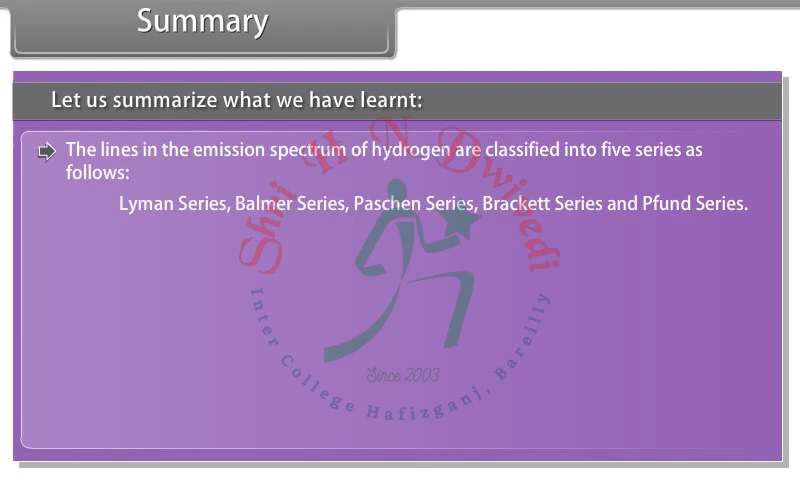 Summary
Let us summarize what we have learnt:
The lines in the emission spectrum of hydrogen are classified into five series as
follows:
Lyman Series, Balmer Series, Paschen Series, Brackett Series and Pfund Series.
Shri H N Dwivedi
Since 2003
Inter College Hafizganj, Bareilly